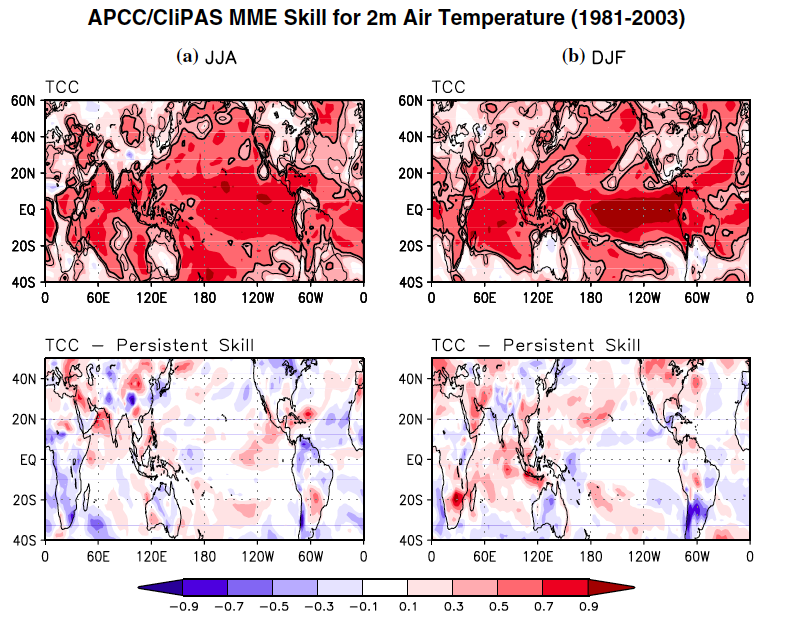 APCC/CliPAS MME Skill for 2m Air Temperature (1981-2003)
(a) JJA
(b) DJF
TCC
TCC
60N
40N
20N
EQ
20S
40S
0 60E 120E 180 120W 60W 0
60N
40N
20N
EQ
20S
40S
0 60E 120E 180 120W 60W 0
TCC – Persistent Skill
TCC – Persistent Skill
40N
20N
EQ
20S
40S
0 60E 120E 180 120W 60W 0
40N
20N
EQ
20S
40S
0 60E 120E 180 120W 60W 0
−0.9 −0.7 −0.5 −0.3 −0.1 0.1 0.3 0.5 0.7 0.9